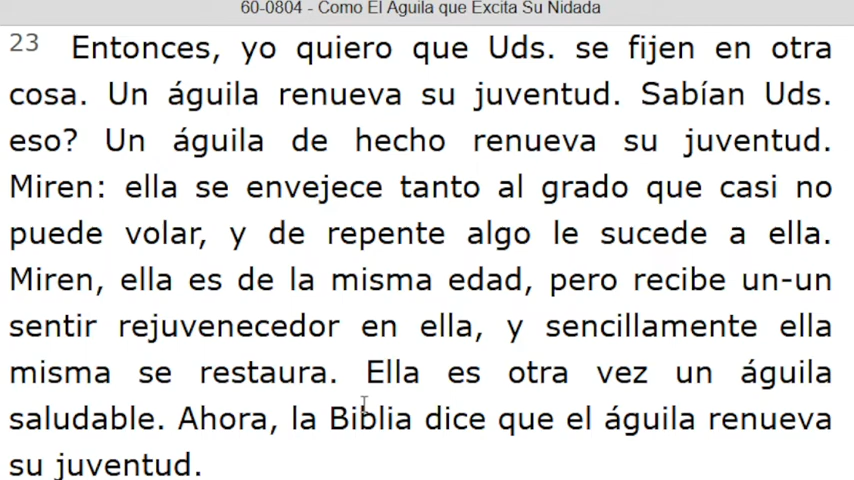 60-0804 - Como El Aguila que Excita Su Nidada
23 Entonces, yo quiero que Uds. se fijen en otra
cosa. Un águila renueva su juventud. Sabían Uds.
eso? Un águila de hecho renueva su juventud.
Miren: ella se envejece tanto al grado que casi no
puede volar, y de repente algo le sucede a ella.
Miren, ella es de la misma edad, pero recibe un-un
sentir rejuvenecedor en ella, y sencillamente ella
misma se restaura. Ella es otra vez un águila
saludable. Ahora, la Biblia dice que el águila renueva
su juventud.